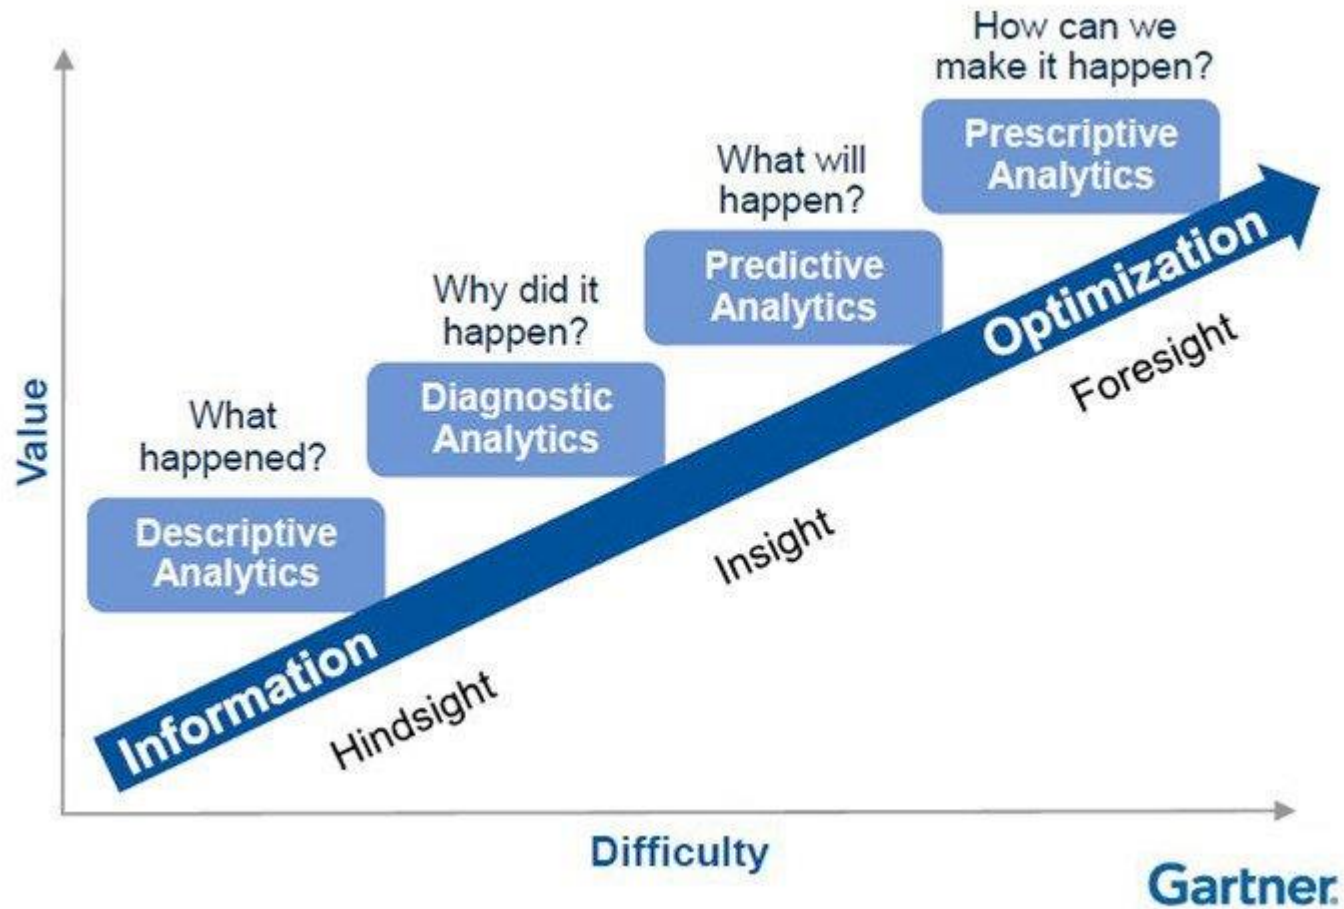 How can we
make it happen?
Prescriptive
Analytics
What will
happen?
Predictive
Analytics
Why did it
happen?
Diagnostic
Analytics
What
happened?
Descriptive
Analytics
Value
Information
Optimization
Hindsight
Insight
Foresight
Difficulty
Gartner.